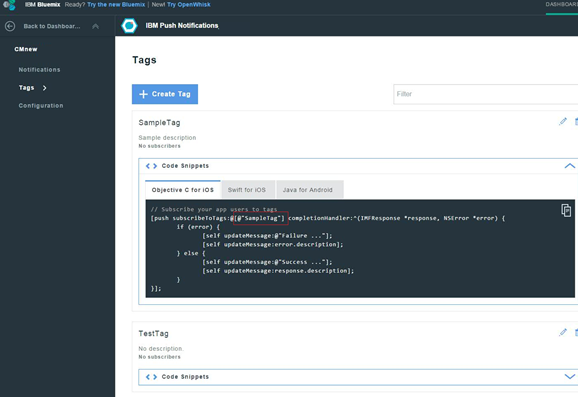 IBM Bluemix Ready? Try the new Bluemix | New! Try OpenWhisk DASHBOAR
Back to Dashboar...
IBM Push Notifications
CMnew
Notifications
Tags
Configuration
Tags
+ Create Tag
Filter
SampleTag
Sample description
No subscribers
Code Snippets
Objective C for iOS
Swift for iOS
Java for Android
// Subscribe your app users to tags
[push subscribeToTags:@[@"SampleTag"] completionHandler:^(IMFResponse *response, NSError *error) {
if (error) {
[self updateMessage:@"Failure ..."];
[self updateMessage:error.description];
} else {
[self updateMessage:@"Success ..."];
[self updateMessage:response.description];
}
}];
TestTag
No description.
No subscribers
Code Snippets